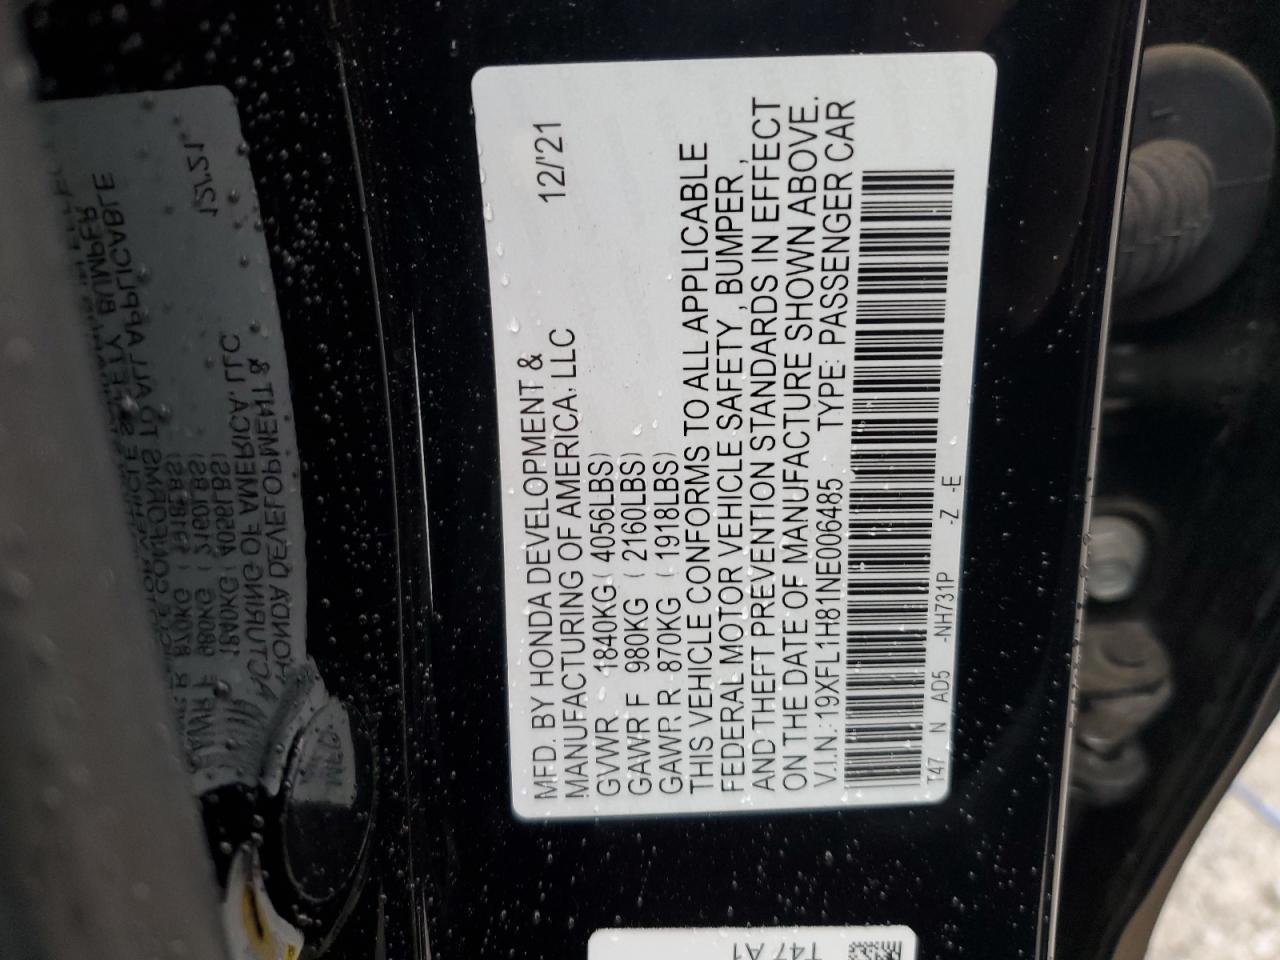 12/'21
MFD. BY HONDA DEVELOPMENT &
MANUFACTURING OF AMERICA, LLC
GVWR 1840KG ( 4056LBS)
GAWR F 980KG ( 2160LBS)
GAWR R 870KG ( 1918LBS)
THIS VEHICLE CONFORMS TO ALL APPLICABLE
FEDERAL MOTOR VEHICLE SAFETY, BUMPER,
AND THEFT PREVENTION STANDARDS IN EFFECT
ON THE DATE OF MANUFACTURE SHOWN ABOVE.
V.I.N.: 19XFL1H81NE006485 TYPE: PASSENGER CAR
T47 N AD5 -NH731P -Z -E
T47 A1